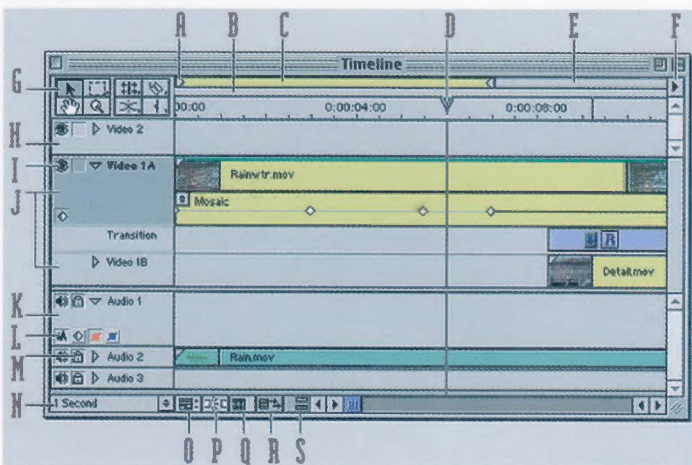 A B C D E F
Timeline
G
00:00 0:00:04:00 0:00:08:00
H
Video 2
I
Video 1A
Rainwtr.mov
J
Mosaic
Transition
R
Video 1B
Detail.mov
K
Audio 1
L
M
Audio 2
Rain.mov
Audio 3
N
1 Second
O P Q R S